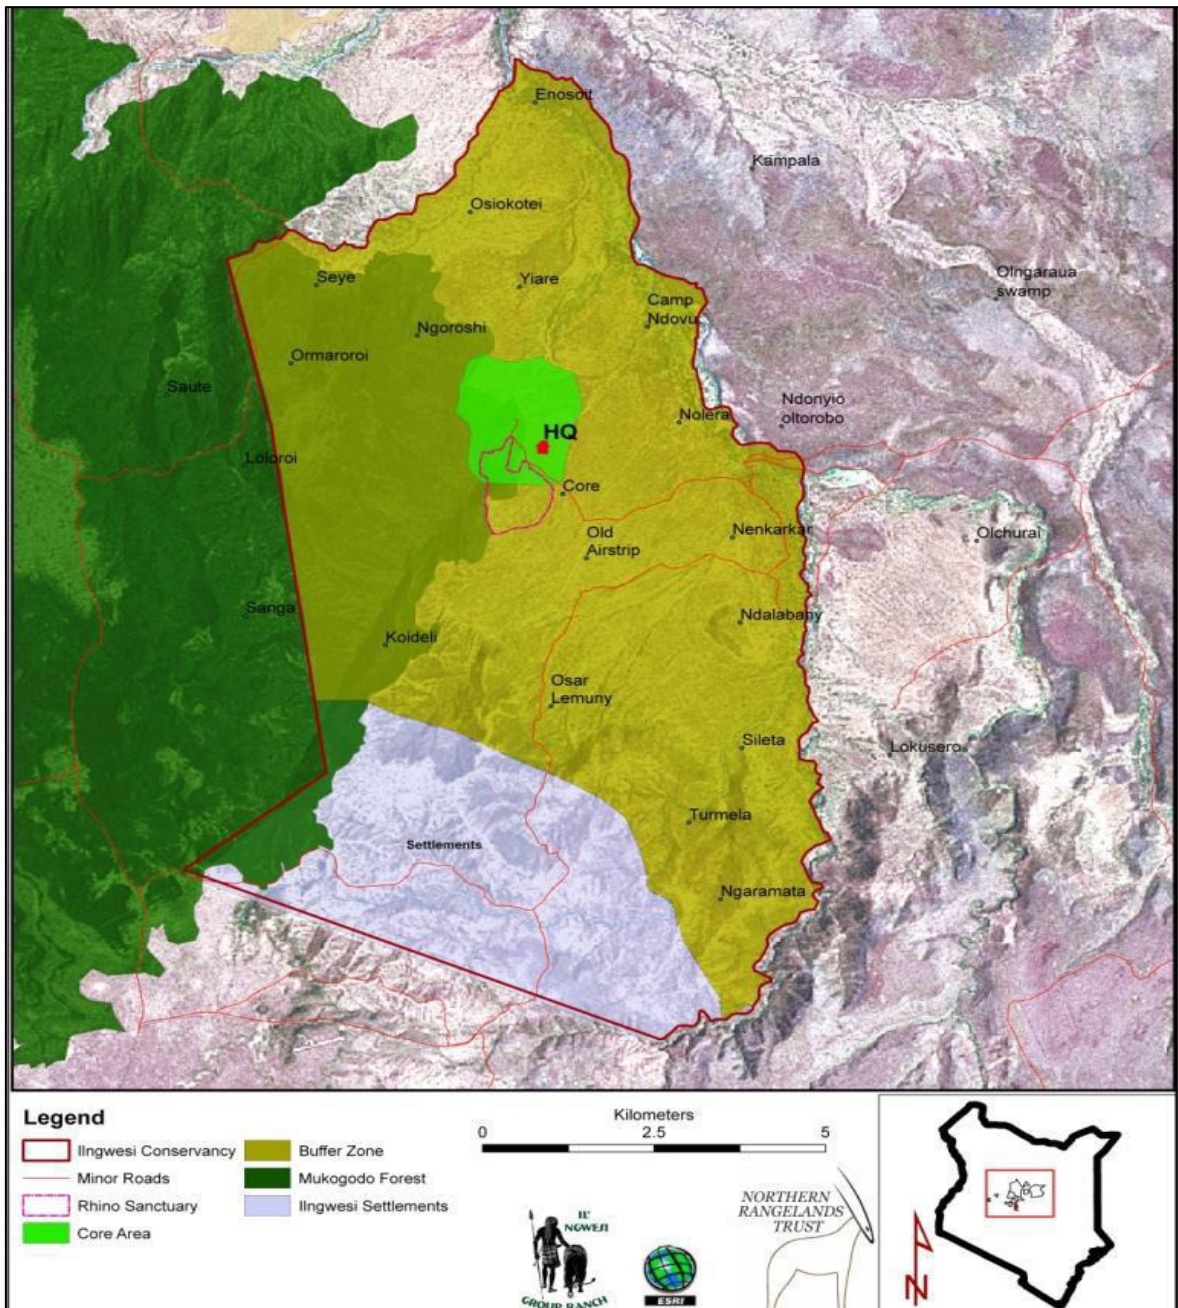 Enosoit
Kampala
Osiokotei
Olngaraua
swamp
Seye
Yiare
Camp
Ndovu
Ngoroshi
Ormaroroi
Saute
Ndonyio
oltorobo
Nolera
HQ
Loloroi
Core
Old
Airstrip
Nenkarkar
Olchurai
Sanga
Ndalabany
Koideli
Osar
Lemuny
Sileta
Lokusero
Turmela
Settlements
Ngaramata
Legend
Ilngwesi Conservancy
Minor Roads
Rhino Sanctuary
Core Area
Buffer Zone
Mukogodo Forest
Ilngwesi Settlements
Kilometers
0 2.5 5
IL'
NGWESI
GROUP RANCH
ESRI
NORTHERN
RANGELANDS
TRUST
N